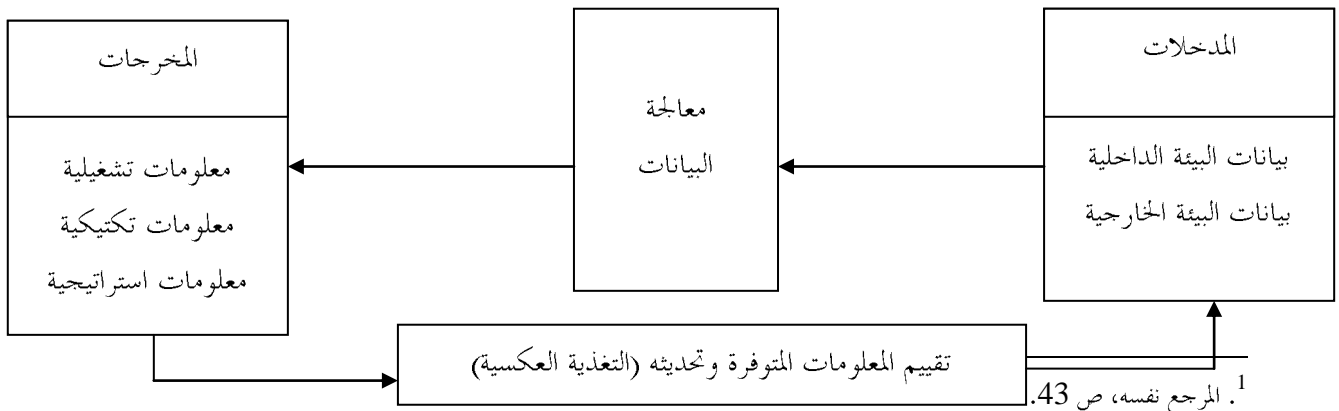 المدخلات
بيانات البيئة الداخلية
بيانات البيئة الخارجية
معالجة
البيانات
المخرجات
معلومات تشغيلية
معلومات تكتيكية
معلومات استراتيجية
تقييم المعلومات المتوفرة وتحديثه (التغذية العكسية)
1. المرجع نفسه، ص 43.